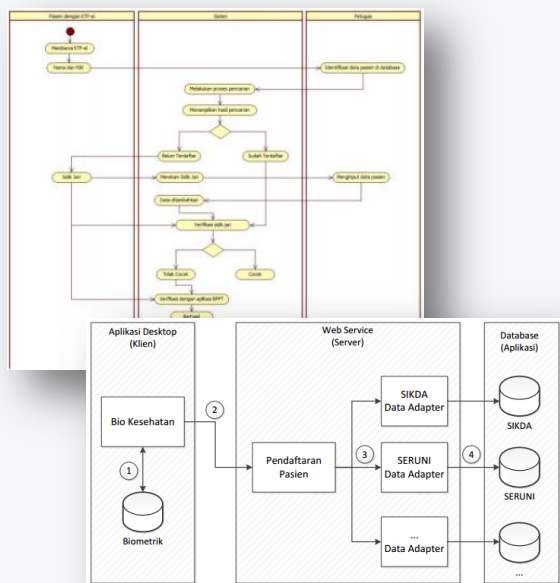 Pasien dengan KTP-el
Sistem
Petugas
Membawa KTP-el
Nama dan NIK
Identifikasi data pasien di database
Melakukan proses pencarian
Menampilkan hasil pencarian
Belum Terdaftar
Sudah Terdaftar
Sidik Jari
Merekam Sidik Jari
Menginput data pasien
Data ditambahkan
Verifikasi sidik jari
Tidak Cocok
Cocok
Verifikasi dengan aplikasi BPPT
Berhasil
Aplikasi Desktop
(Klien)
Web Service
(Server)
Database
(Aplikasi)
Bio Kesehatan
2
1
Biometrik
Pendaftaran
Pasien
3
SIKDA
Data Adapter
SERUNI
Data Adapter
...
Data Adapter
4
SIKDA
SERUNI
...